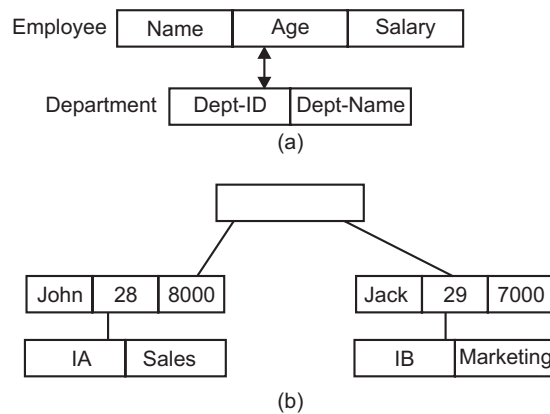 Employee Name Age Salary
Department Dept-ID Dept-Name
(a)
John 28 8000 Jack 29 7000
IA Sales IB Marketing
(b)